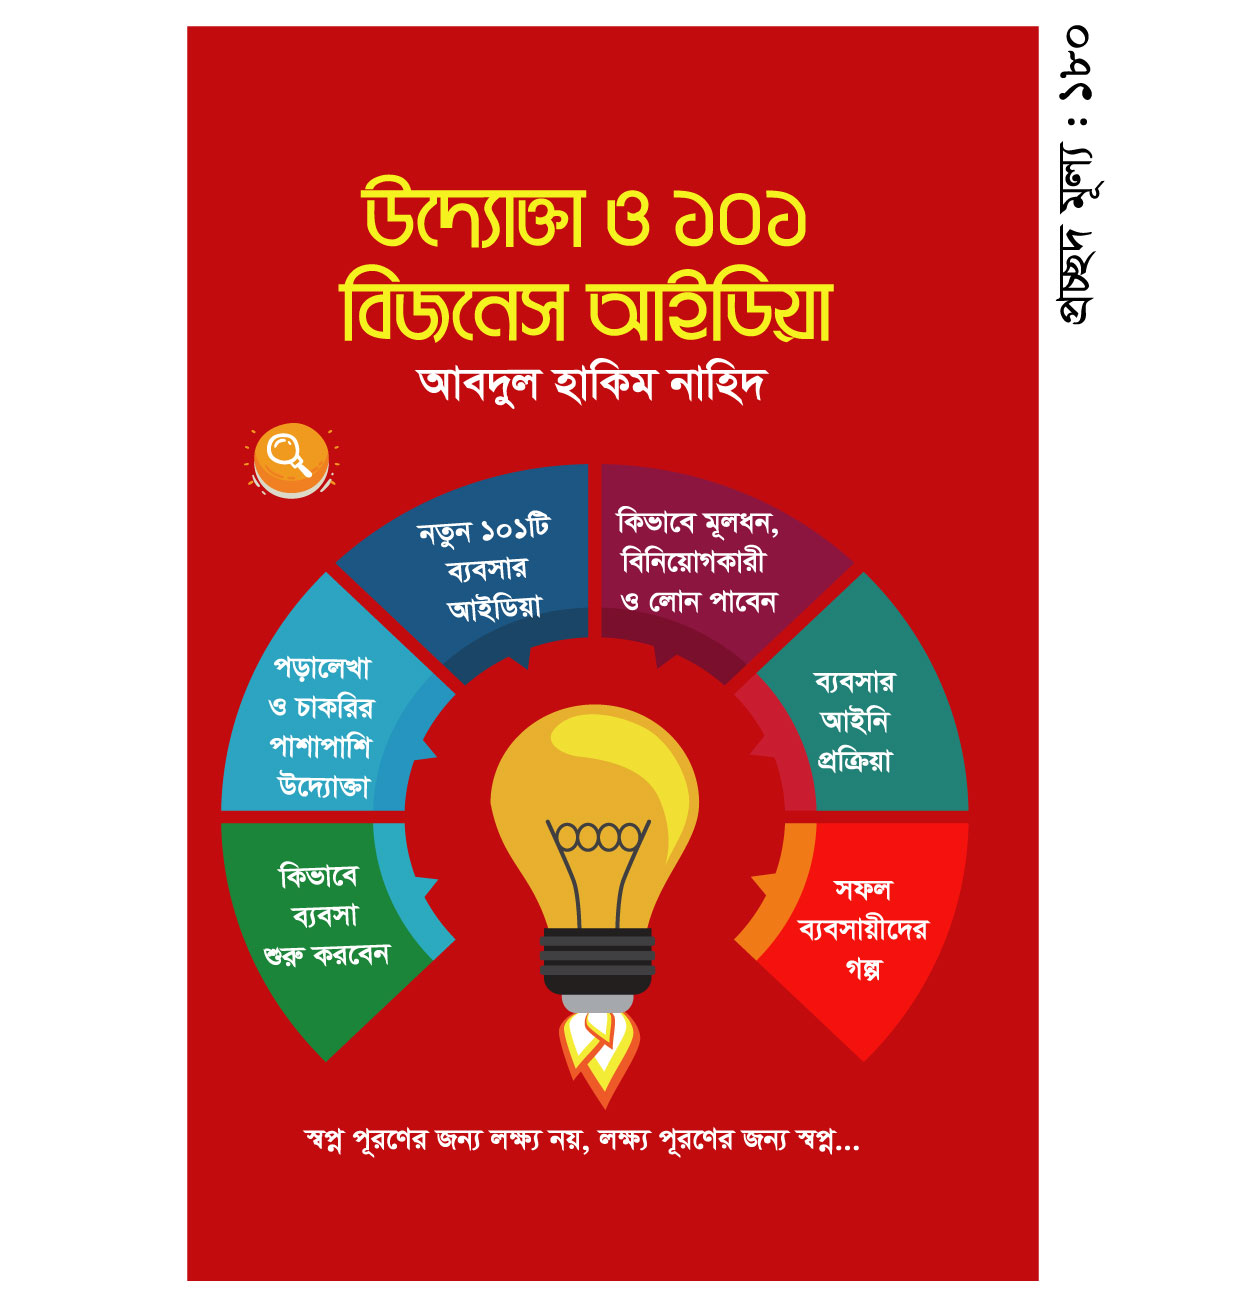 উদ্যোক্তা ও ১০১
বিজনেস আইডিয়া
আবদুল হাকিম নাহিদ
নতুন ১০১টি
ব্যবসার
আইডিয়া
কিভাবে মূলধন,
বিনিয়োগকারী
ও লোন পাবেন
পড়ালেখা
ও চাকরির
পাশাপাশি
উদ্যোক্তা
ব্যবসার
আইনি
প্রক্রিয়া
কিভাবে
ব্যবসা
শুরু করবেন
সফল
ব্যবসায়ীদের
গল্প
স্বপ্ন পূরণের জন্য লক্ষ্য নয়, লক্ষ্য পূরণের জন্য স্বপ্ন...
প্রচ্ছদ মূল্য : ১৮০